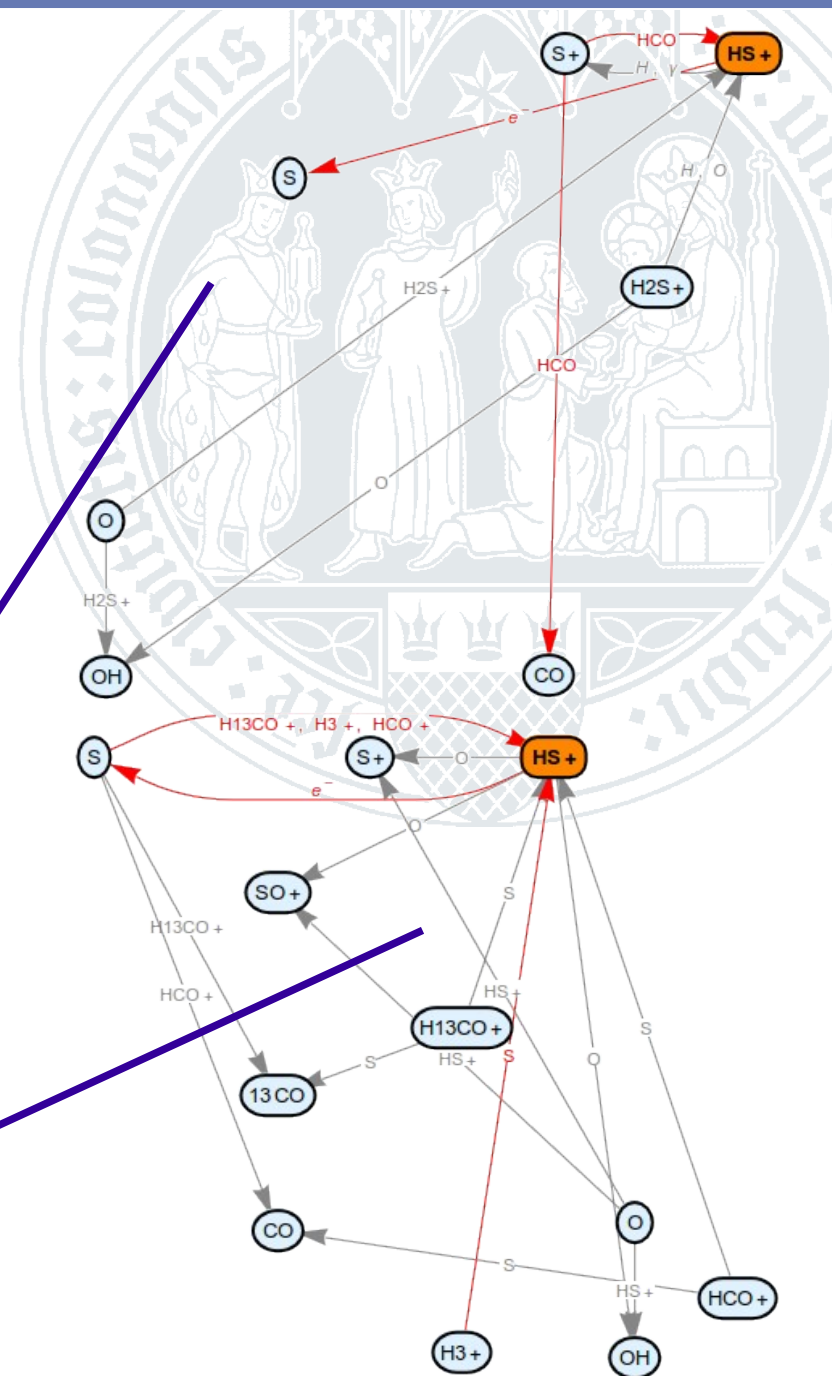 S+
HCO
HS+
H, γ
e⁻
S
H, O
H2S+
H2S+
HCO
O
O
H2S+
OH
CO
S
H13CO+, H3+, HCO+
S+
O
HS+
e⁻
O
SO+
S
H13CO+
HCO+
HS+
H13CO+
S
HS+
S
S
O
13CO
CO
O
S
HS+
HCO+
H3+
OH